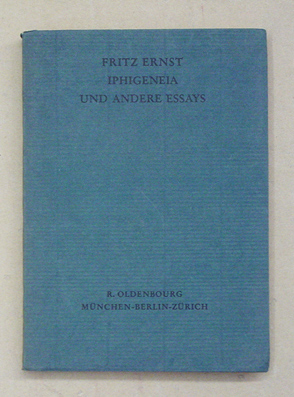 FRITZ ERNST
IPHIGENEIA
UND ANDERE ESSAYS
R. OLDENBOURG
MÜNCHEN-BERLIN-ZÜRICH